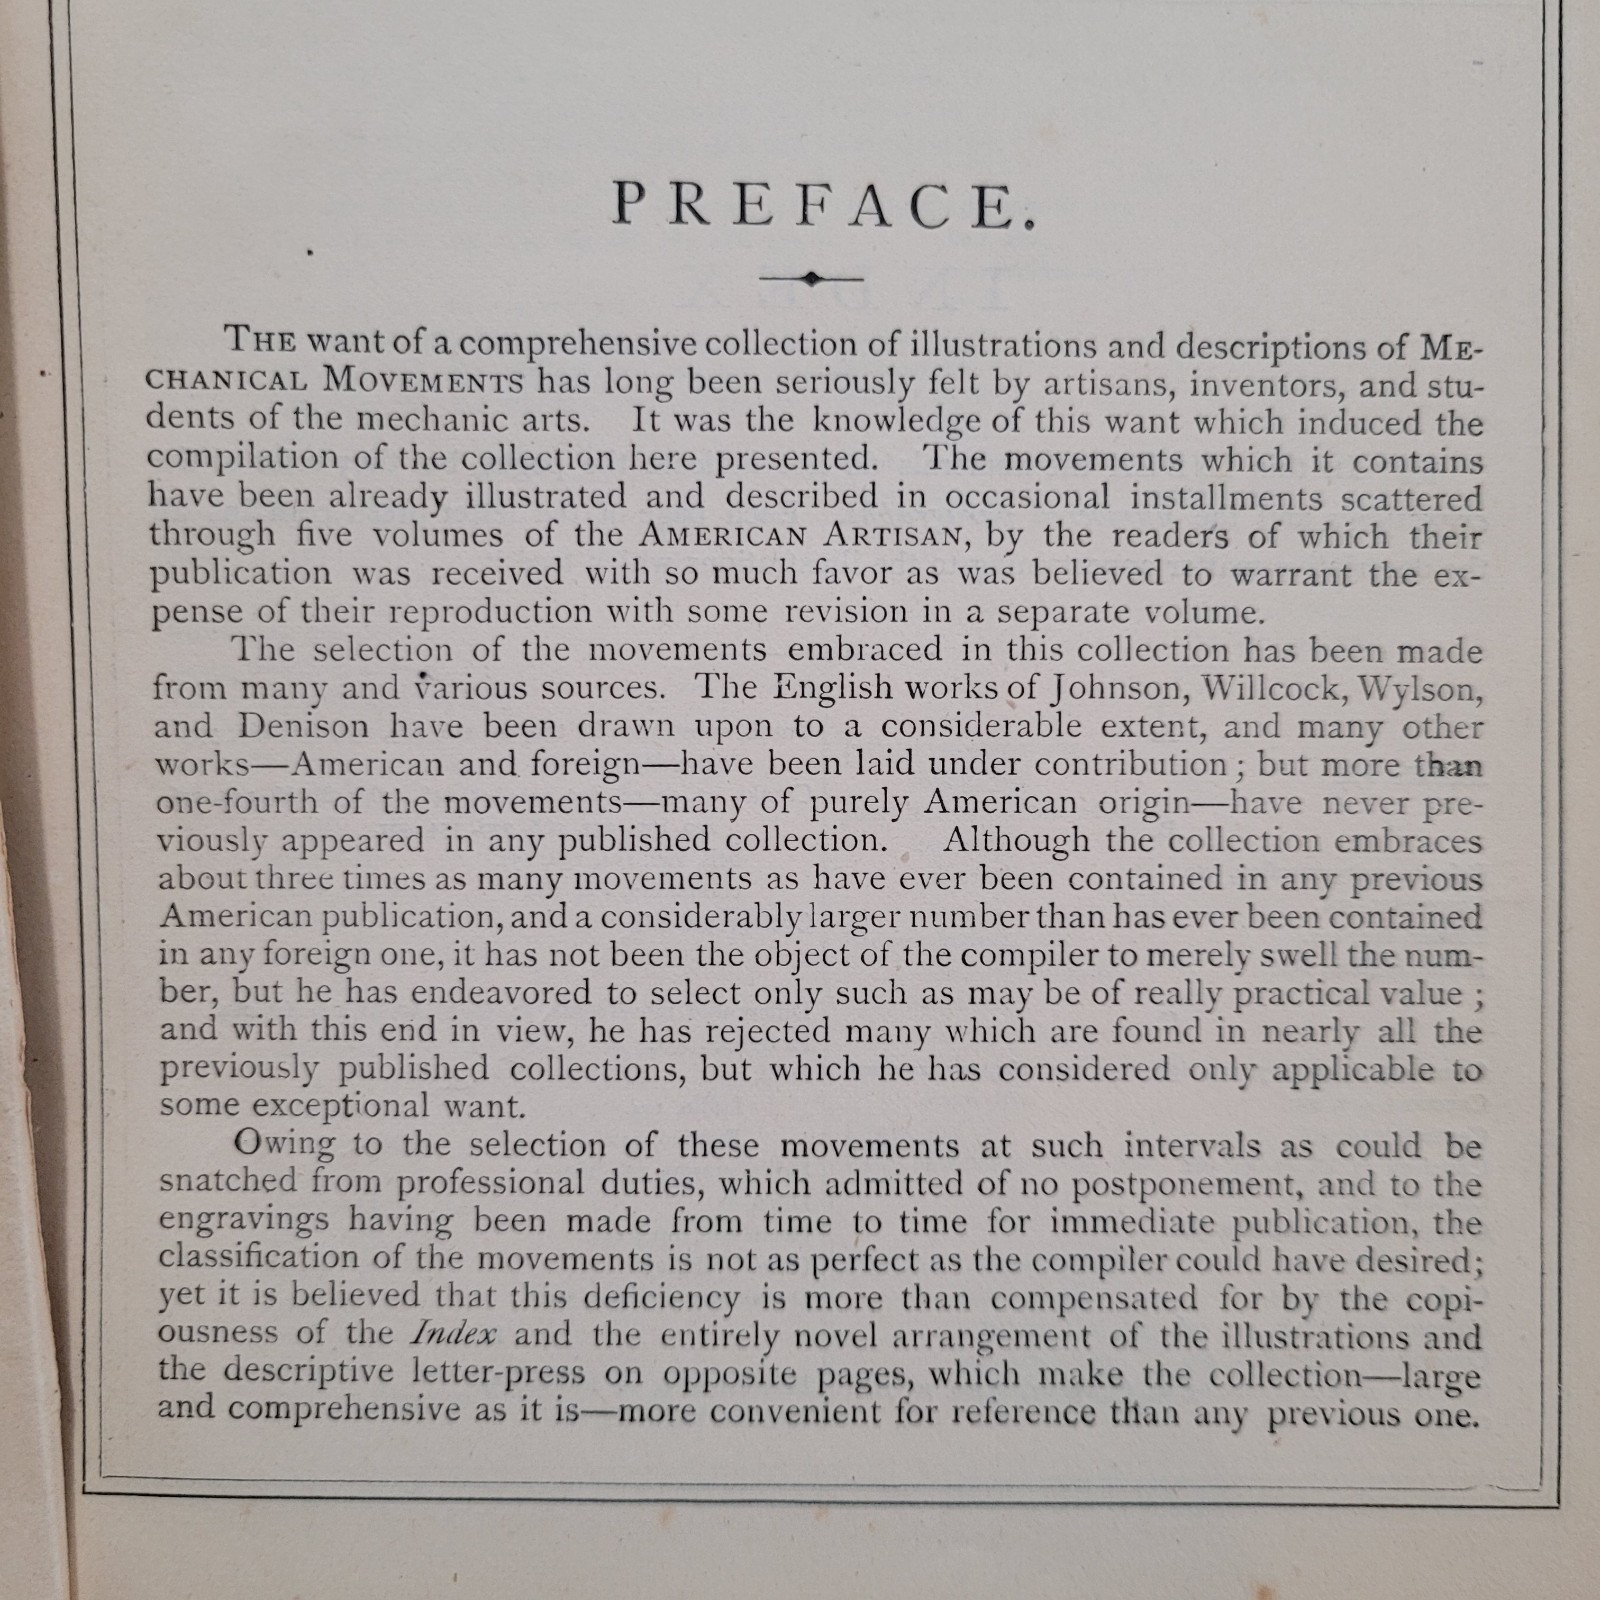 PREFACE.
THE want of a comprehensive collection of illustrations and descriptions of ME-
CHANICAL MOVEMENTS has long been seriously felt by artisans, inventors, and stu-
dents of the mechanic arts. It was the knowledge of this want which induced the
compilation of the collection here presented. The movements which it contains
have been already illustrated and described in occasional installments scattered
through five volumes of the AMERICAN ARTISAN, by the readers of which their
publication was received with so much favor as was believed to warrant the ex-
pense of their reproduction with some revision in a separate volume.
The selection of the movements embraced in this collection has been made
from many and various sources. The English works of Johnson, Willcock, Wylson,
and Denison have been drawn upon to a considerable extent, and many other
works—American and foreign—have been laid under contribution; but more than
one-fourth of the movements—many of purely American origin—have never pre-
viously appeared in any published collection. Although the collection embraces
about three times as many movements as have ever been contained in any previous
American publication, and a considerably larger number than has ever been contained
in any foreign one, it has not been the object of the compiler to merely swell the num-
ber, but he has endeavored to select only such as may be of really practical value;
and with this end in view, he has rejected many which are found in nearly all the
previously published collections, but which he has considered only applicable to
some exceptional want.
Owing to the selection of these movements at such intervals as could be
snatched from professional duties, which admitted of no postponement, and to the
engravings having been made from time to time for immediate publication, the
classification of the movements is not as perfect as the compiler could have desired;
yet it is believed that this deficiency is more than compensated for by the copi-
ousness of the Index and the entirely novel arrangement of the illustrations and
the descriptive letter-press on opposite pages, which make the collection—large
and comprehensive as it is—more convenient for reference than any previous one.